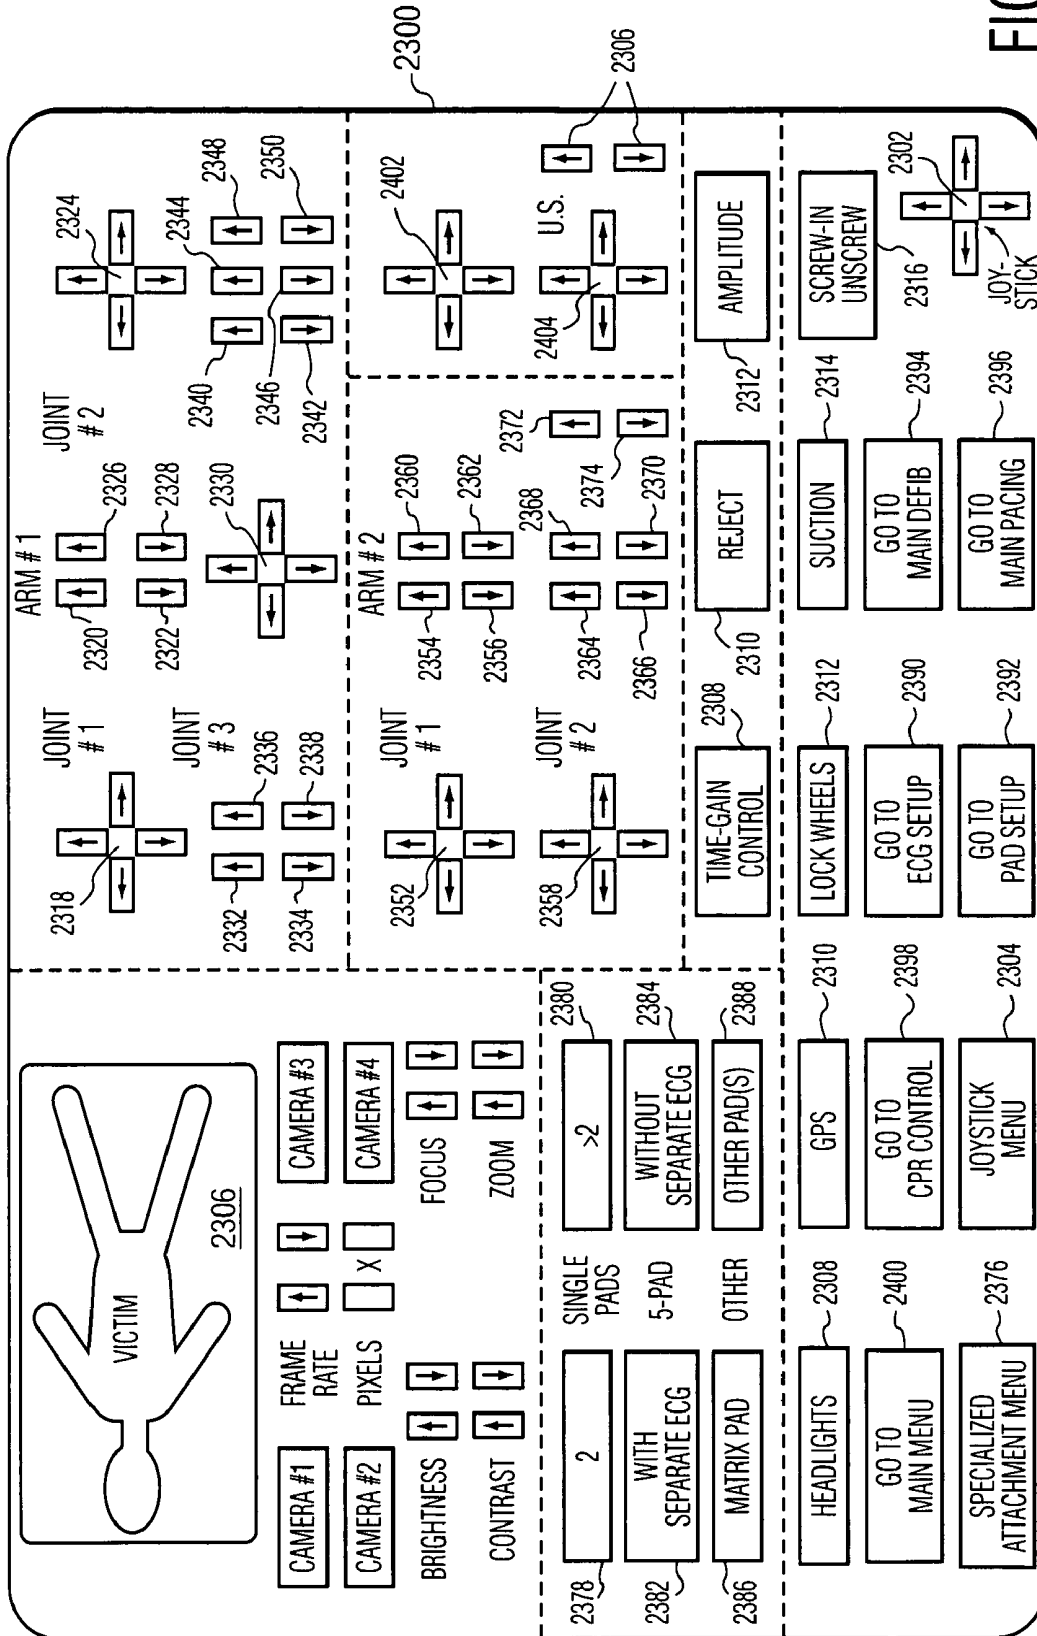 FIG
2300
VICTIM
2306
CAMERA #1
FRAME
RATE
CAMERA #3
CAMERA #2
PIXELS
X
CAMERA #4
BRIGHTNESS
FOCUS
CONTRAST
ZOOM
ARM # 1
JOINT
# 1
2318
2320
2326
2322
2328
JOINT
# 2
2324
JOINT
# 3
2330
2332
2336
2334
2338
2340
2344
2348
2346
2342
2350
ARM # 2
JOINT
# 1
2352
2354
2360
2356
2362
2402
JOINT
# 2
2358
2364
2368
2366
2370
2372
2374
2404
U.S.
2306
2378
2
SINGLE
PADS
>2
2380
2382
WITH
SEPARATE ECG
5-PAD
WITHOUT
SEPARATE ECG
2384
2386
MATRIX PAD
OTHER
OTHER PAD(S)
2388
TIME-GAIN
CONTROL
2308
REJECT
2310
AMPLITUDE
2312
HEADLIGHTS
2308
GPS
2310
LOCK WHEELS
2312
SUCTION
2314
SCREW-IN
UNSCREW
2316
GO TO
MAIN MENU
2400
GO TO
CPR CONTROL
2398
GO TO
ECG SETUP
2390
GO TO
MAIN DEFIB
2394
SPECIALIZED
ATTACHMENT MENU
2376
JOYSTICK
MENU
2304
GO TO
PAD SETUP
2392
GO TO
MAIN PACING
2396
2302
JOY-
STICK